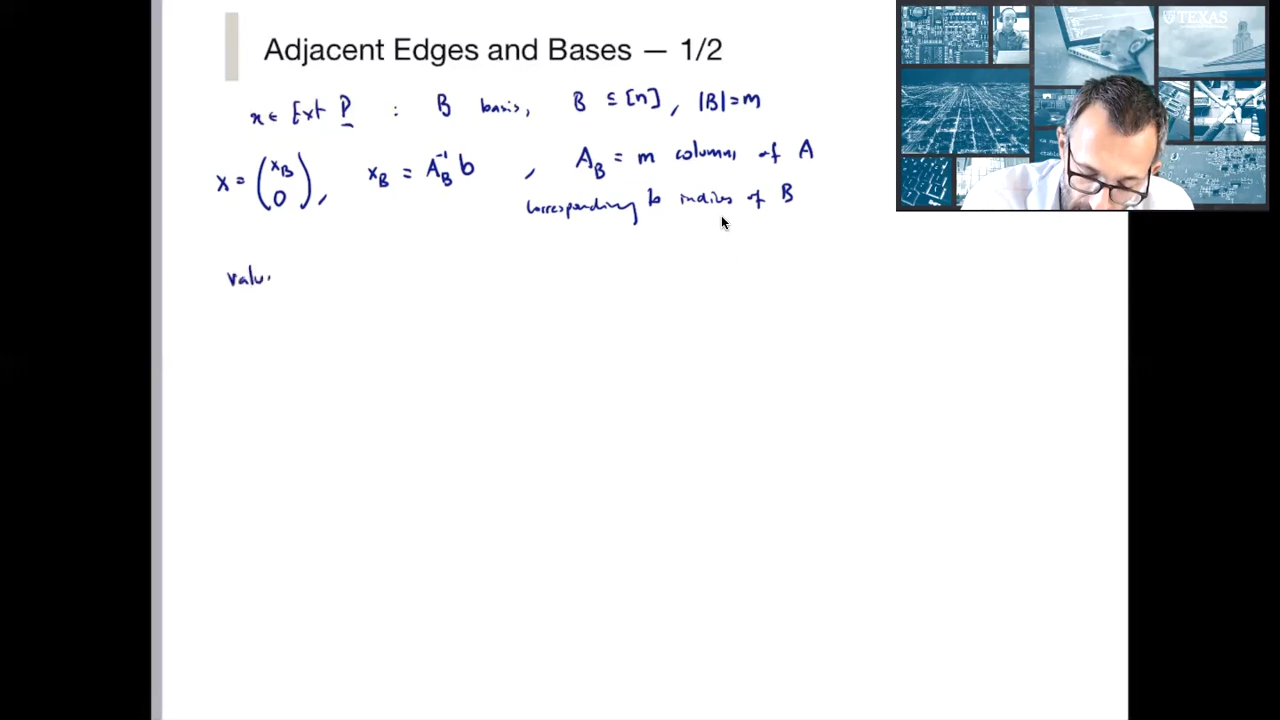 Adjacent Edges and Bases — 1/2
x ∈ Ext P : B basis, B ⊆ [n], |B|=m
x = (x_B 0), x_B = A_B^{-1} b, A_B = m columns of A
corresponding to indices of B
value
TEXAS